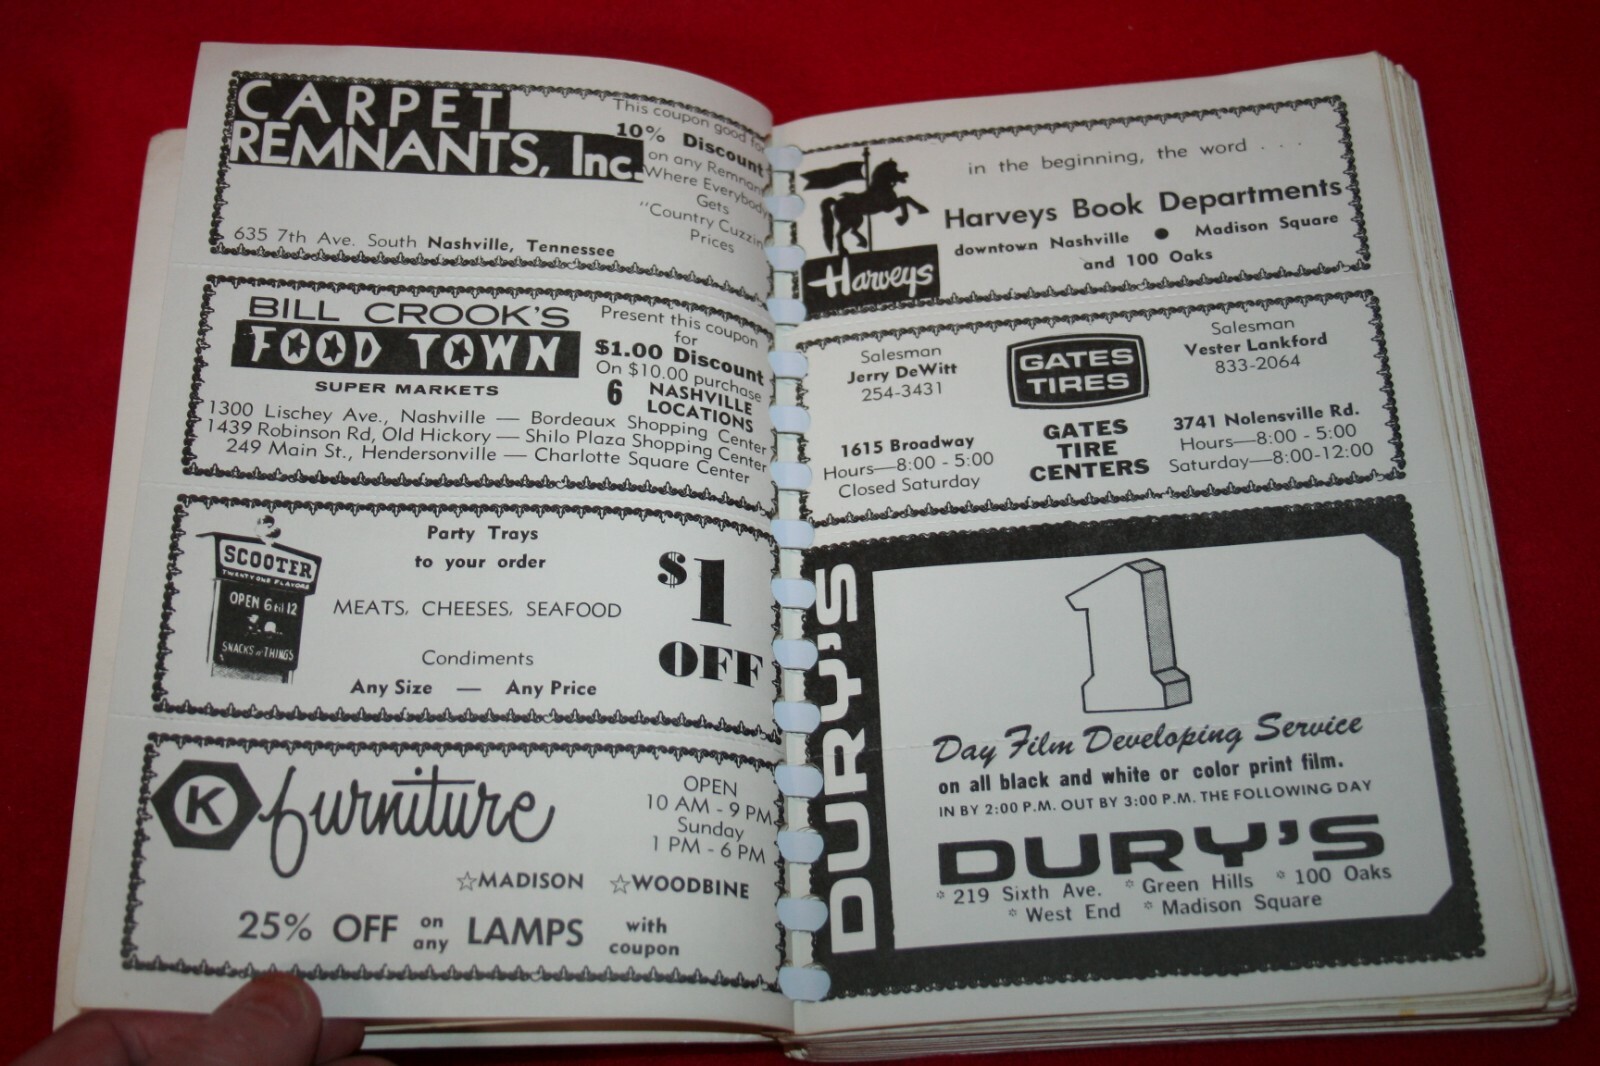 CARPET
REMNANTS, Inc.
This coupon good for
10% Discount
on any Remnant
Where Everybody
Gets
"Country Cuzzin
Prices
635 7th Ave. South Nashville, Tennessee
BILL CROOK'S
FOOD TOWN
SUPER MARKETS
Present this coupon
for
$1.00 Discount
On $10.00 purchase
6 NASHVILLE
LOCATIONS
1300 Lischey Ave., Nashville — Bordeaux Shopping Center
1439 Robinson Rd, Old Hickory — Shilo Plaza Shopping Center
249 Main St., Hendersonville — Charlotte Square Center
SCOOTER
TWENTY ONE FLAVORS
OPEN 6 til 12
SNACKS n' THINGS
Party Trays
to your order
MEATS, CHEESES, SEAFOOD
Condiments
Any Size — Any Price
$1
OFF
K furniture
OPEN
10 AM - 9 PM
Sunday
1 PM - 6 PM
☆MADISON ☆WOODBINE
25% OFF on any LAMPS with coupon
Harveys
in the beginning, the word . . .
Harveys Book Departments
downtown Nashville ● Madison Square
and 100 Oaks
Salesman
Jerry DeWitt
254-3431
GATES
TIRES
Salesman
Vester Lankford
833-2064
1615 Broadway
Hours—8:00 - 5:00
Closed Saturday
GATES
TIRE
CENTERS
3741 Nolensville Rd.
Hours—8:00 - 5:00
Saturday—8:00-12:00
DURY'S
1
Day Film Developing Service
on all black and white or color print film.
IN BY 2:00 P.M. OUT BY 3:00 P.M. THE FOLLOWING DAY
DURY'S
* 219 Sixth Ave. * Green Hills * 100 Oaks
* West End * Madison Square